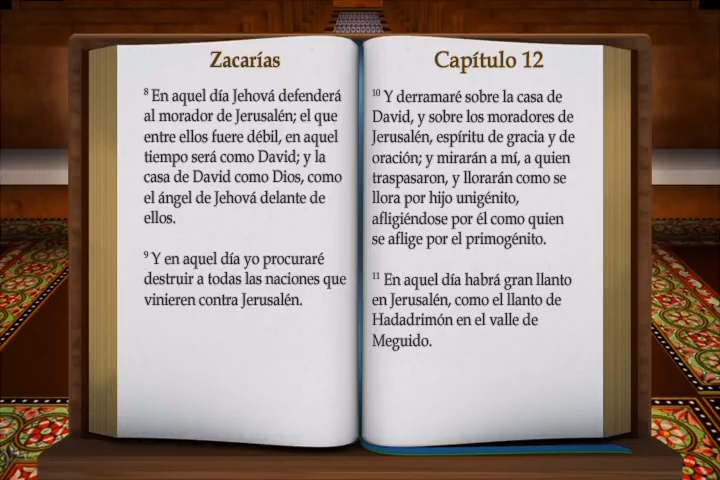 Zacarías
⁸ En aquel día Jehová defenderá
al morador de Jerusalén; el que
entre ellos fuere débil, en aquel
tiempo será como David; y la
casa de David como Dios, como
el ángel de Jehová delante de
ellos.
⁹ Y en aquel día yo procuraré
destruir a todas las naciones que
vinieren contra Jerusalén.
Capítulo 12
¹⁰ Y derramaré sobre la casa de
David, y sobre los moradores de
Jerusalén, espíritu de gracia y de
oración; y mirarán a mí, a quien
traspasaron, y llorarán como se
llora por hijo unigénito,
afligiéndose por él como quien
se aflige por el primogénito.
¹¹ En aquel día habrá gran llanto
en Jerusalén, como el llanto de
Hadadrimón en el valle de
Meguido.